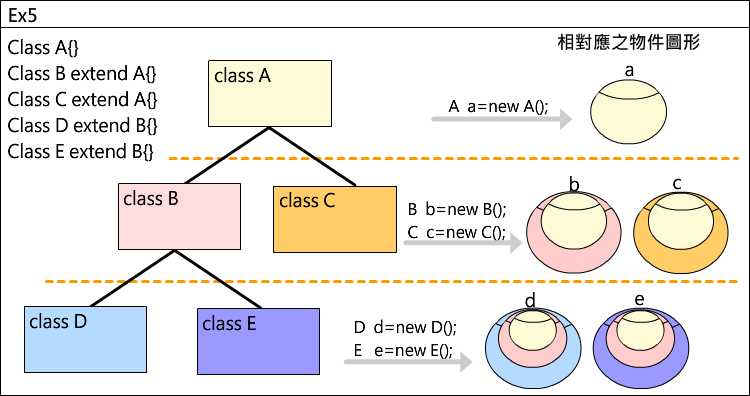 Ex5
Class A{}
Class B extend A{}
Class C extend A{}
Class D extend B{}
Class E extend B{}
相對應之物件圖形
class A
A a=new A();
a
class B
class C
B b=new B();
C c=new C();
b
c
class D
class E
D d=new D();
E e=new E();
d
e